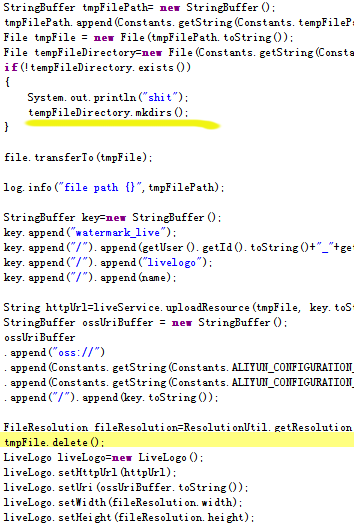 StringBuffer tmpFilePath= new StringBuffer();
tmpFilePath.append(Constants.getString(Constants.tempFileP
File tmpFile = new File(tmpFilePath.toString());
File tempFileDirectory=new File(Constants.getString(Consta
if(!tempFileDirectory.exists())
{
System.out.println("shit");
tempFileDirectory.mkdirs();
}
file.transferTo(tmpFile);
log.info("file path {}",tmpFilePath);
StringBuffer key=new StringBuffer();
key.append("watermark_live");
key.append("/").append(getUser().getId().toString()+"_"+ge
key.append("/").append("livelogo");
key.append("/").append(name);
String httpUrl=liveService.uploadResource(tmpFile, key.toS
StringBuffer ossUriBuffer = new StringBuffer();
ossUriBuffer
.append("oss://")
.append(Constants.getString(Constants.ALIYUN_CONFIGURATION_
.append(Constants.getString(Constants.ALIYUN_CONFIGURATION_
.append("/").append(key.toString());
FileResolution fileResolution=ResolutionUtil.getResolution
tmpFile.delete();
LiveLogo liveLogo=new LiveLogo();
liveLogo.setHttpUrl(httpUrl);
liveLogo.setUri(ossUriBuffer.toString());
liveLogo.setWidth(fileResolution.width);
liveLogo.setHeight(fileResolution.height);